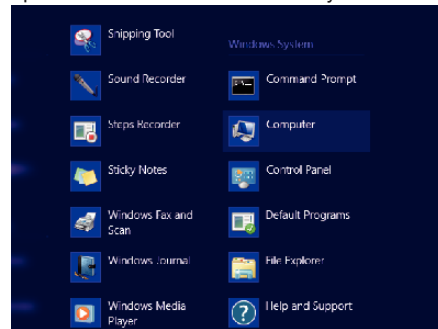 Snipping Tool
Sound Recorder
Steps Recorder
Sticky Notes
Windows Fax and
Scan
Windows Journal
Windows Media
Player
Windows System
Command Prompt
Computer
Control Panel
Default Programs
File Explorer
Help and Support